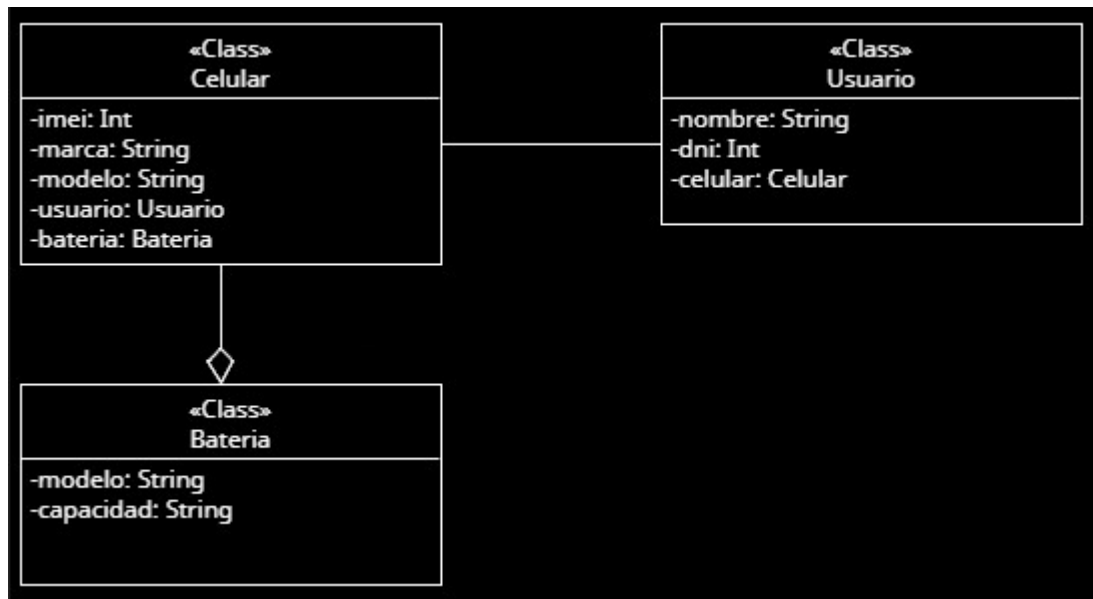 «Class»
Celular
-imei: Int
-marca: String
-modelo: String
-usuario: Usuario
-bateria: Bateria
«Class»
Usuario
-nombre: String
-dni: Int
-celular: Celular
«Class»
Bateria
-modelo: String
-capacidad: String